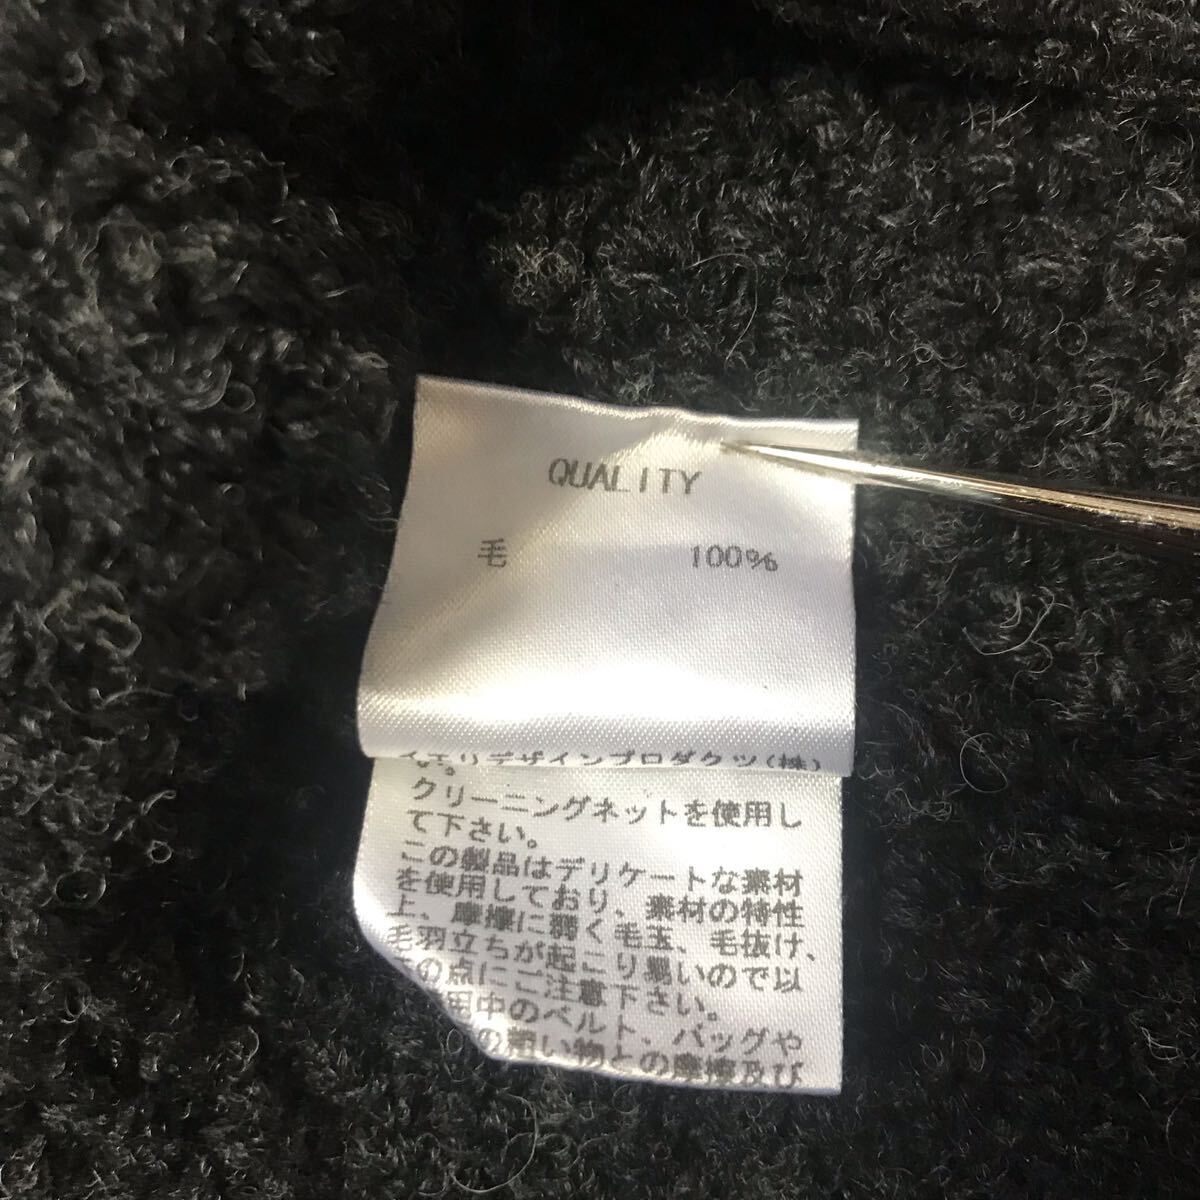 QUALITY
毛 100%
デザインプロダクツ(株)
クリーニングネットを使用し
て下さい。
この製品はデリケートな素材
を使用しており、素材の特性
上、摩擦に弱く毛玉、毛抜け、
毛羽立ちが起こり易いので以
の点にご注意下さい。
用中のベルト、バッグや
の粗い物との摩擦及び